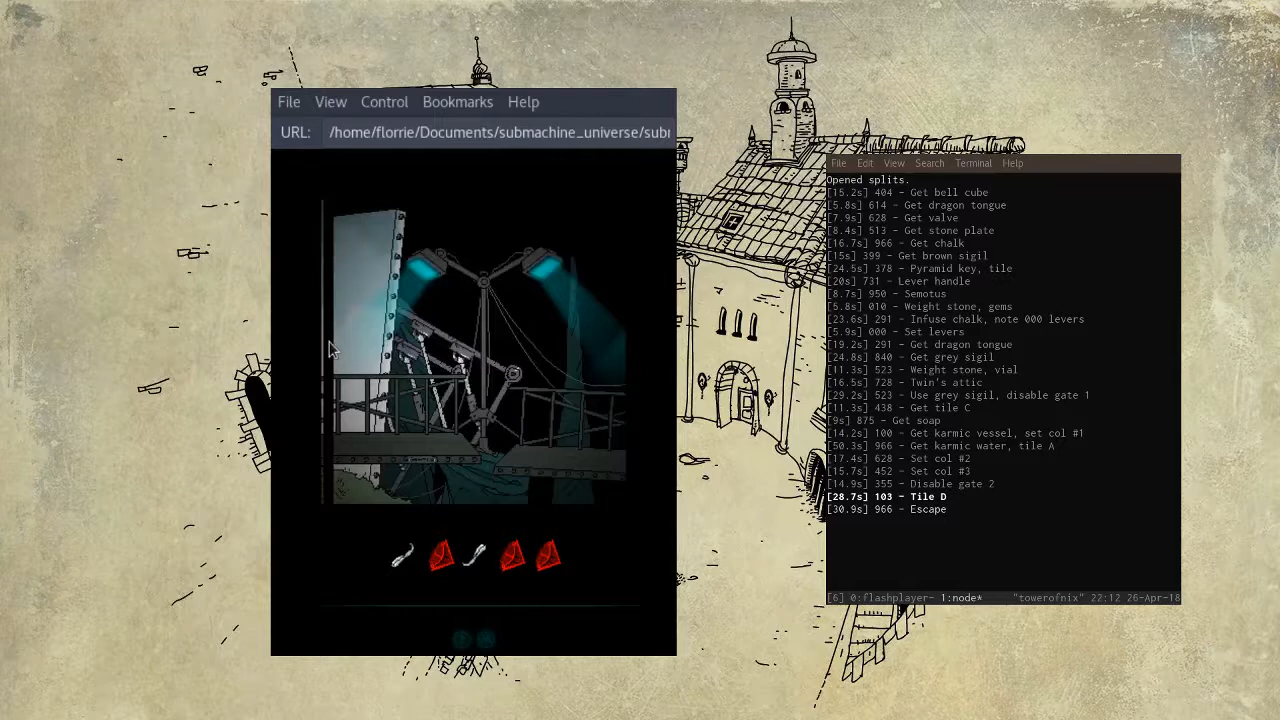 File View Control Bookmarks Help
URL: /home/florrie/Documents/submachine_universe/subm
File Edit View Search Terminal Help
Opened splits.
[15.2s] 404 - Get bell cube
[5.8s] 614 - Get dragon tongue
[7.9s] 628 - Get valve
[8.4s] 513 - Get stone plate
[16.7s] 966 - Get chalk
[15s] 399 - Get brown sigil
[24.5s] 378 - Pyramid key, tile
[20s] 731 - Lever handle
[8.7s] 950 - Semotus
[5.8s] 010 - Weight stone, gems
[23.6s] 291 - Infuse chalk, note 000 levers
[5.9s] 000 - Set levers
[19.2s] 291 - Get dragon tongue
[24.8s] 840 - Get grey sigil
[11.3s] 523 - Weight stone, vial
[16.5s] 728 - Twin's attic
[29.2s] 523 - Use grey sigil, disable gate 1
[11.3s] 438 - Get tile C
[9s] 875 - Get soap
[14.2s] 100 - Get karmic vessel, set col #1
[50.3s] 966 - Get karmic water, tile A
[17.4s] 628 - Set col #2
[15.7s] 452 - Set col #3
[14.9s] 355 - Disable gate 2
[28.7s] 103 - Tile D
[30.9s] 966 - Escape
[6] 0:flashplayer- 1:node* "towerofnix" 22:12 26-Apr-18